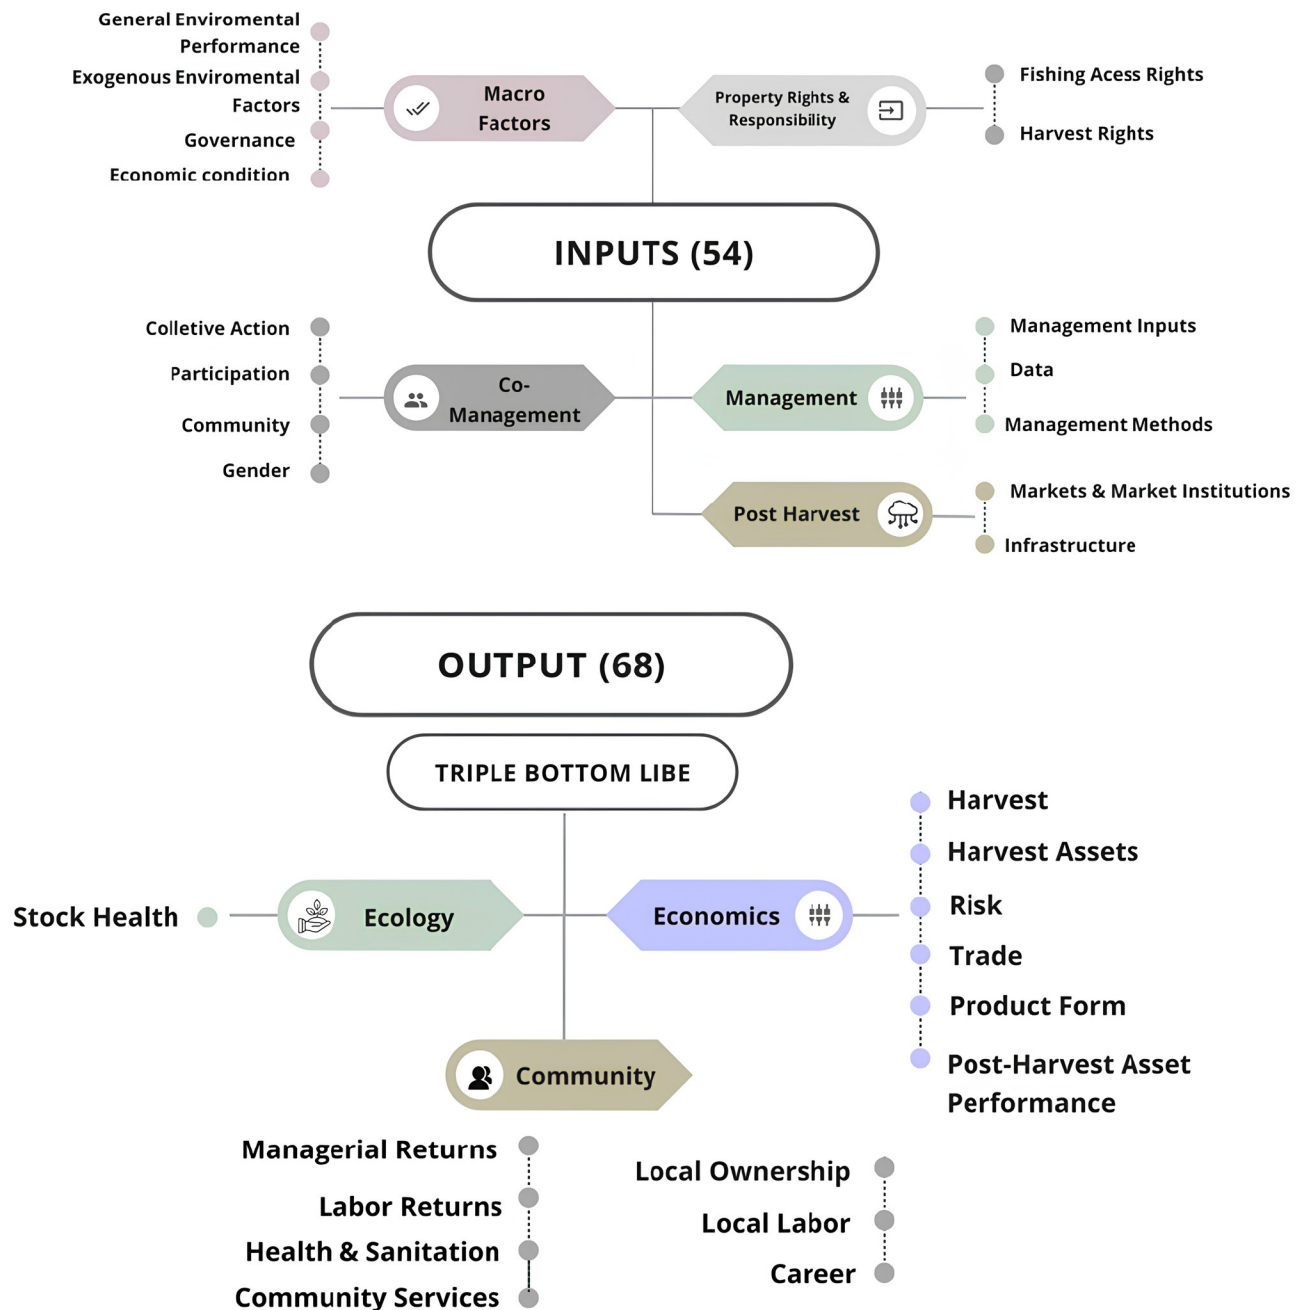 General Enviromental
Performance
Exogenous Enviromental
Factors
Governance
Economic condition
Macro
Factors
Property Rights &
Responsibility
Fishing Acess Rights
Harvest Rights
INPUTS (54)
Colletive Action
Participation
Community
Gender
Co-
Management
Management
Management Inputs
Data
Management Methods
Post Harvest
Markets & Market Institutions
Infrastructure
OUTPUT (68)
TRIPLE BOTTOM LIBE
Stock Health
Ecology
Economics
Harvest
Harvest Assets
Risk
Trade
Product Form
Post-Harvest Asset
Performance
Community
Managerial Returns
Labor Returns
Health & Sanitation
Community Services
Local Ownership
Local Labor
Career